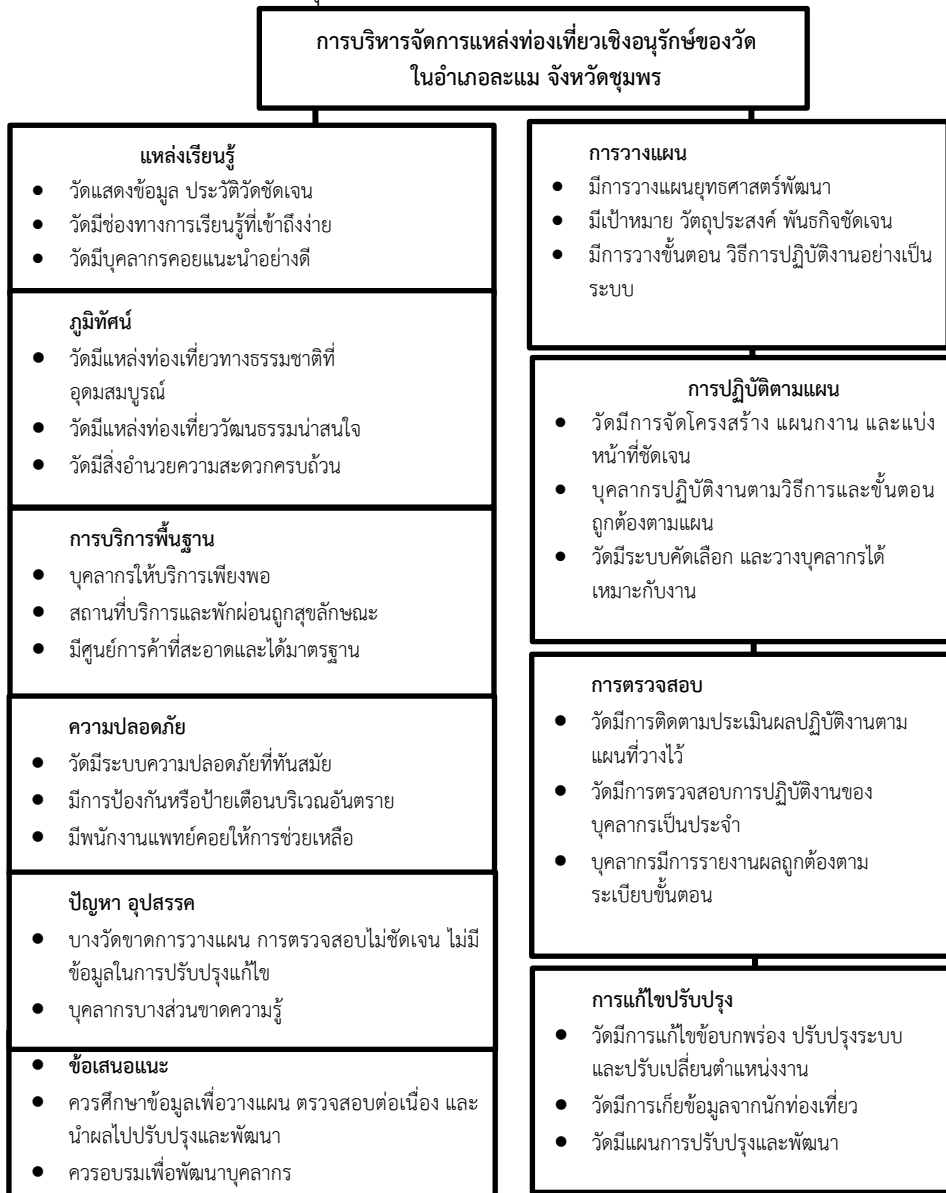 การบริหารจัดการแหล่งท่องเที่ยวเชิงอนุรักษ์ของวัด
ในอำเภอละแม จังหวัดชุมพร
แหล่งเรียนรู้
● วัดแสดงข้อมูล ประวัติวัดชัดเจน
● วัดมีช่องทางการเรียนรู้ที่เข้าถึงง่าย
● วัดมีบุคลากรคอยแนะนำอย่างดี
ภูมิทัศน์
● วัดมีแหล่งท่องเที่ยวทางธรรมชาติที่
อุดมสมบูรณ์
● วัดมีแหล่งท่องเที่ยววัฒนธรรมน่าสนใจ
● วัดมีสิ่งอำนวยความสะดวกครบถ้วน
การบริการพื้นฐาน
● บุคลากรให้บริการเพียงพอ
● สถานที่บริการและพักผ่อนถูกสุขลักษณะ
● มีศูนย์การค้าที่สะอาดและได้มาตรฐาน
ความปลอดภัย
● วัดมีระบบความปลอดภัยที่ทันสมัย
● มีการป้องกันหรือป้ายเตือนบริเวณอันตราย
● มีพนักงานแพทย์คอยให้การช่วยเหลือ
ปัญหา อุปสรรค
● บางวัดขาดการวางแผน การตรวจสอบไม่ชัดเจน ไม่มี
ข้อมูลในการปรับปรุงแก้ไข
● บุคลากรบางส่วนขาดความรู้
● ข้อเสนอแนะ
● ควรศึกษาข้อมูลเพื่อวางแผน ตรวจสอบต่อเนื่อง และ
นำผลไปปรับปรุงและพัฒนา
● ควรอบรมเพื่อพัฒนาบุคลากร
การวางแผน
● มีการวางแผนยุทธศาสตร์พัฒนา
● มีเป้าหมาย วัตถุประสงค์ พันธกิจชัดเจน
● มีการวางขั้นตอน วิธีการปฏิบัติงานอย่างเป็น
ระบบ
การปฏิบัติตามแผน
● วัดมีการจัดโครงสร้าง แผนกงาน และแบ่ง
หน้าที่ชัดเจน
● บุคลากรปฏิบัติงานตามวิธีการและขั้นตอน
ถูกต้องตามแผน
● วัดมีระบบคัดเลือก และวางบุคลากรได้
เหมาะกับงาน
การตรวจสอบ
● วัดมีการติดตามประเมินผลปฏิบัติงานตาม
แผนที่วางไว้
● วัดมีการตรวจสอบการปฏิบัติงานของ
บุคลากรเป็นประจำ
● บุคลากรมีการรายงานผลถูกต้องตาม
ระเบียบขั้นตอน
การแก้ไขปรับปรุง
● วัดมีการแก้ไขข้อบกพร่อง ปรับปรุงระบบ
และปรับเปลี่ยนตำแหน่งงาน
● วัดมีการเก็ยข้อมูลจากนักท่องเที่ยว
● วัดมีแผนการปรับปรุงและพัฒนา